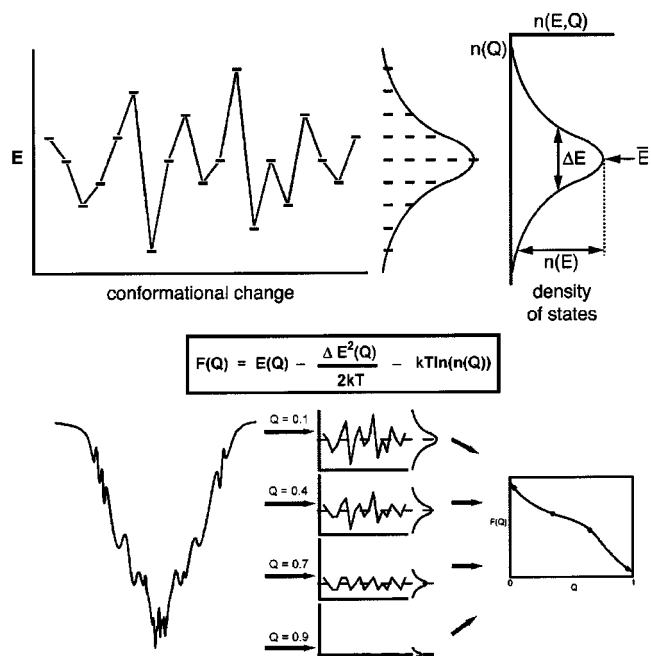 n(E,Q)
n(Q)
E
ΔE
E̅
n(E)
conformational change
density
of states
F(Q) = E(Q) − ΔE²(Q)/2kT − kTln(n(Q))
Q = 0.1
Q = 0.4
Q = 0.7
Q = 0.9
F(Q)
0
1
Q